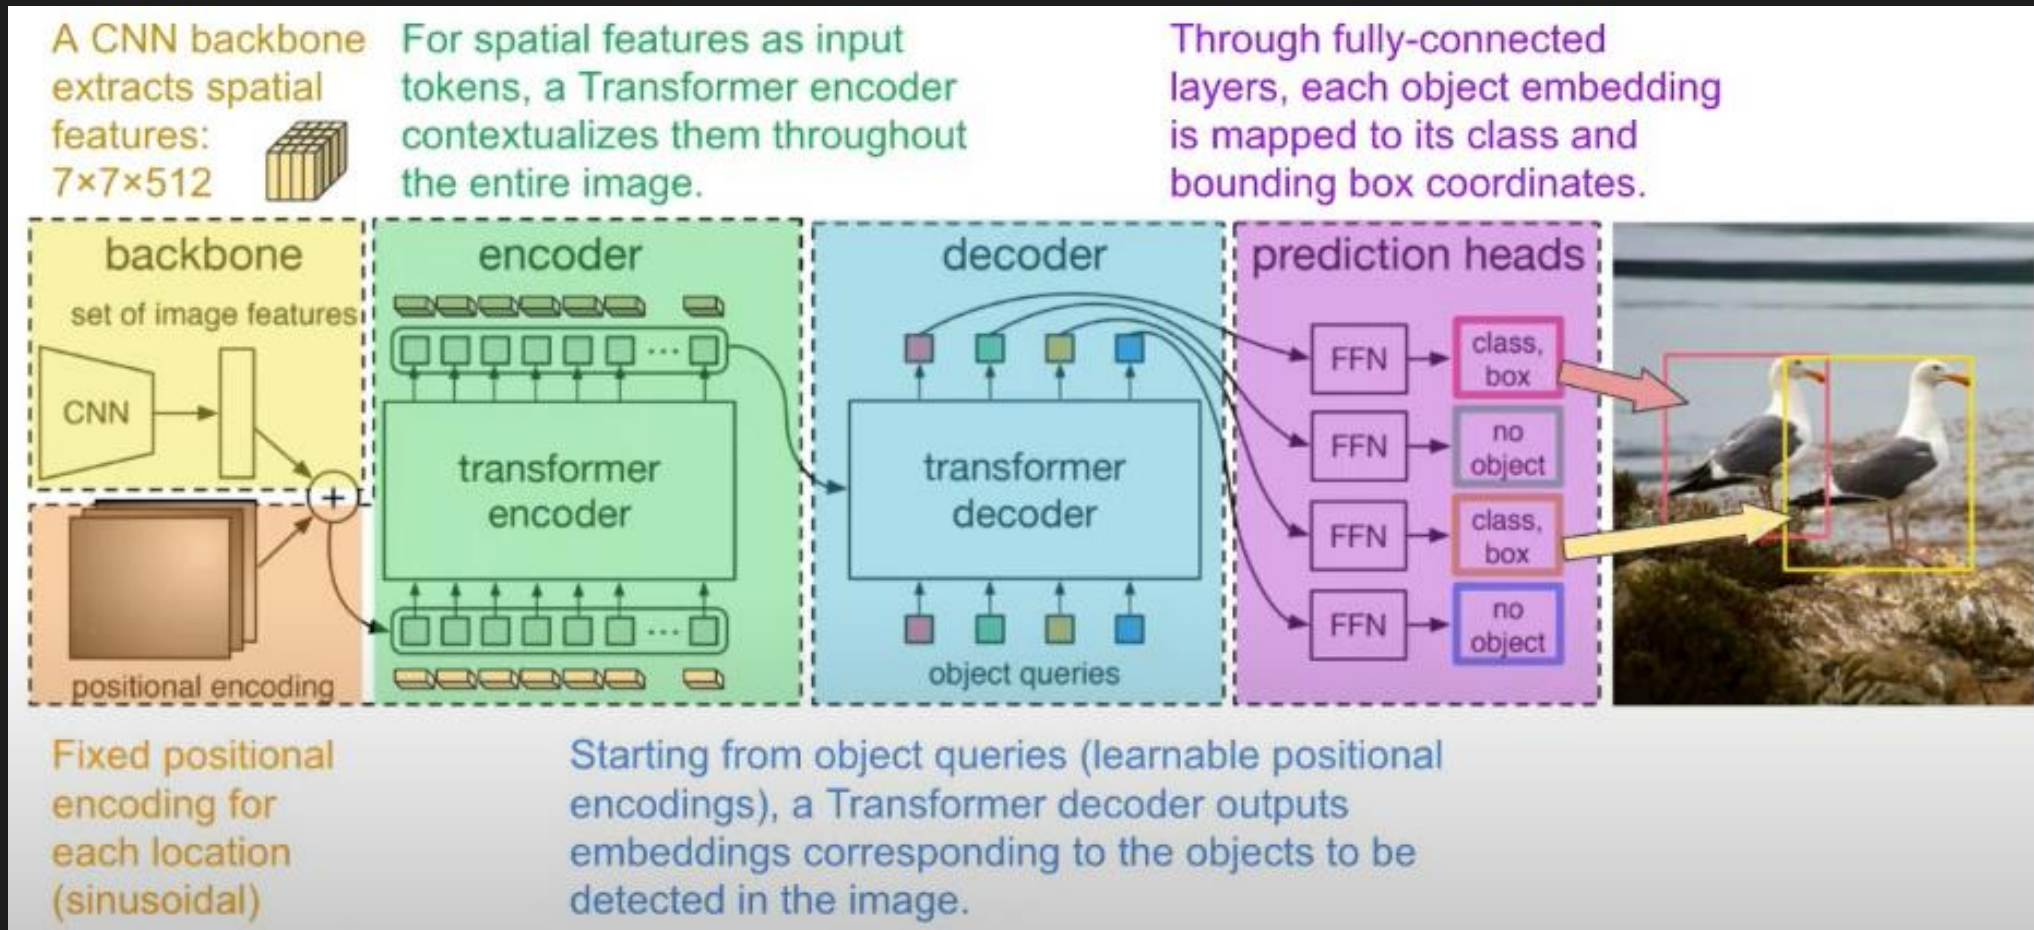 A CNN backbone
extracts spatial
features:
7×7×512
For spatial features as input
tokens, a Transformer encoder
contextualizes them throughout
the entire image.
Through fully-connected
layers, each object embedding
is mapped to its class and
bounding box coordinates.
backbone
set of image features
CNN
+
positional encoding
encoder
...
transformer
encoder
...
decoder
transformer
decoder
object queries
prediction heads
FFN
class,
box
FFN
no
object
FFN
class,
box
FFN
no
object
Fixed positional
encoding for
each location
(sinusoidal)
Starting from object queries (learnable positional
encodings), a Transformer decoder outputs
embeddings corresponding to the objects to be
detected in the image.